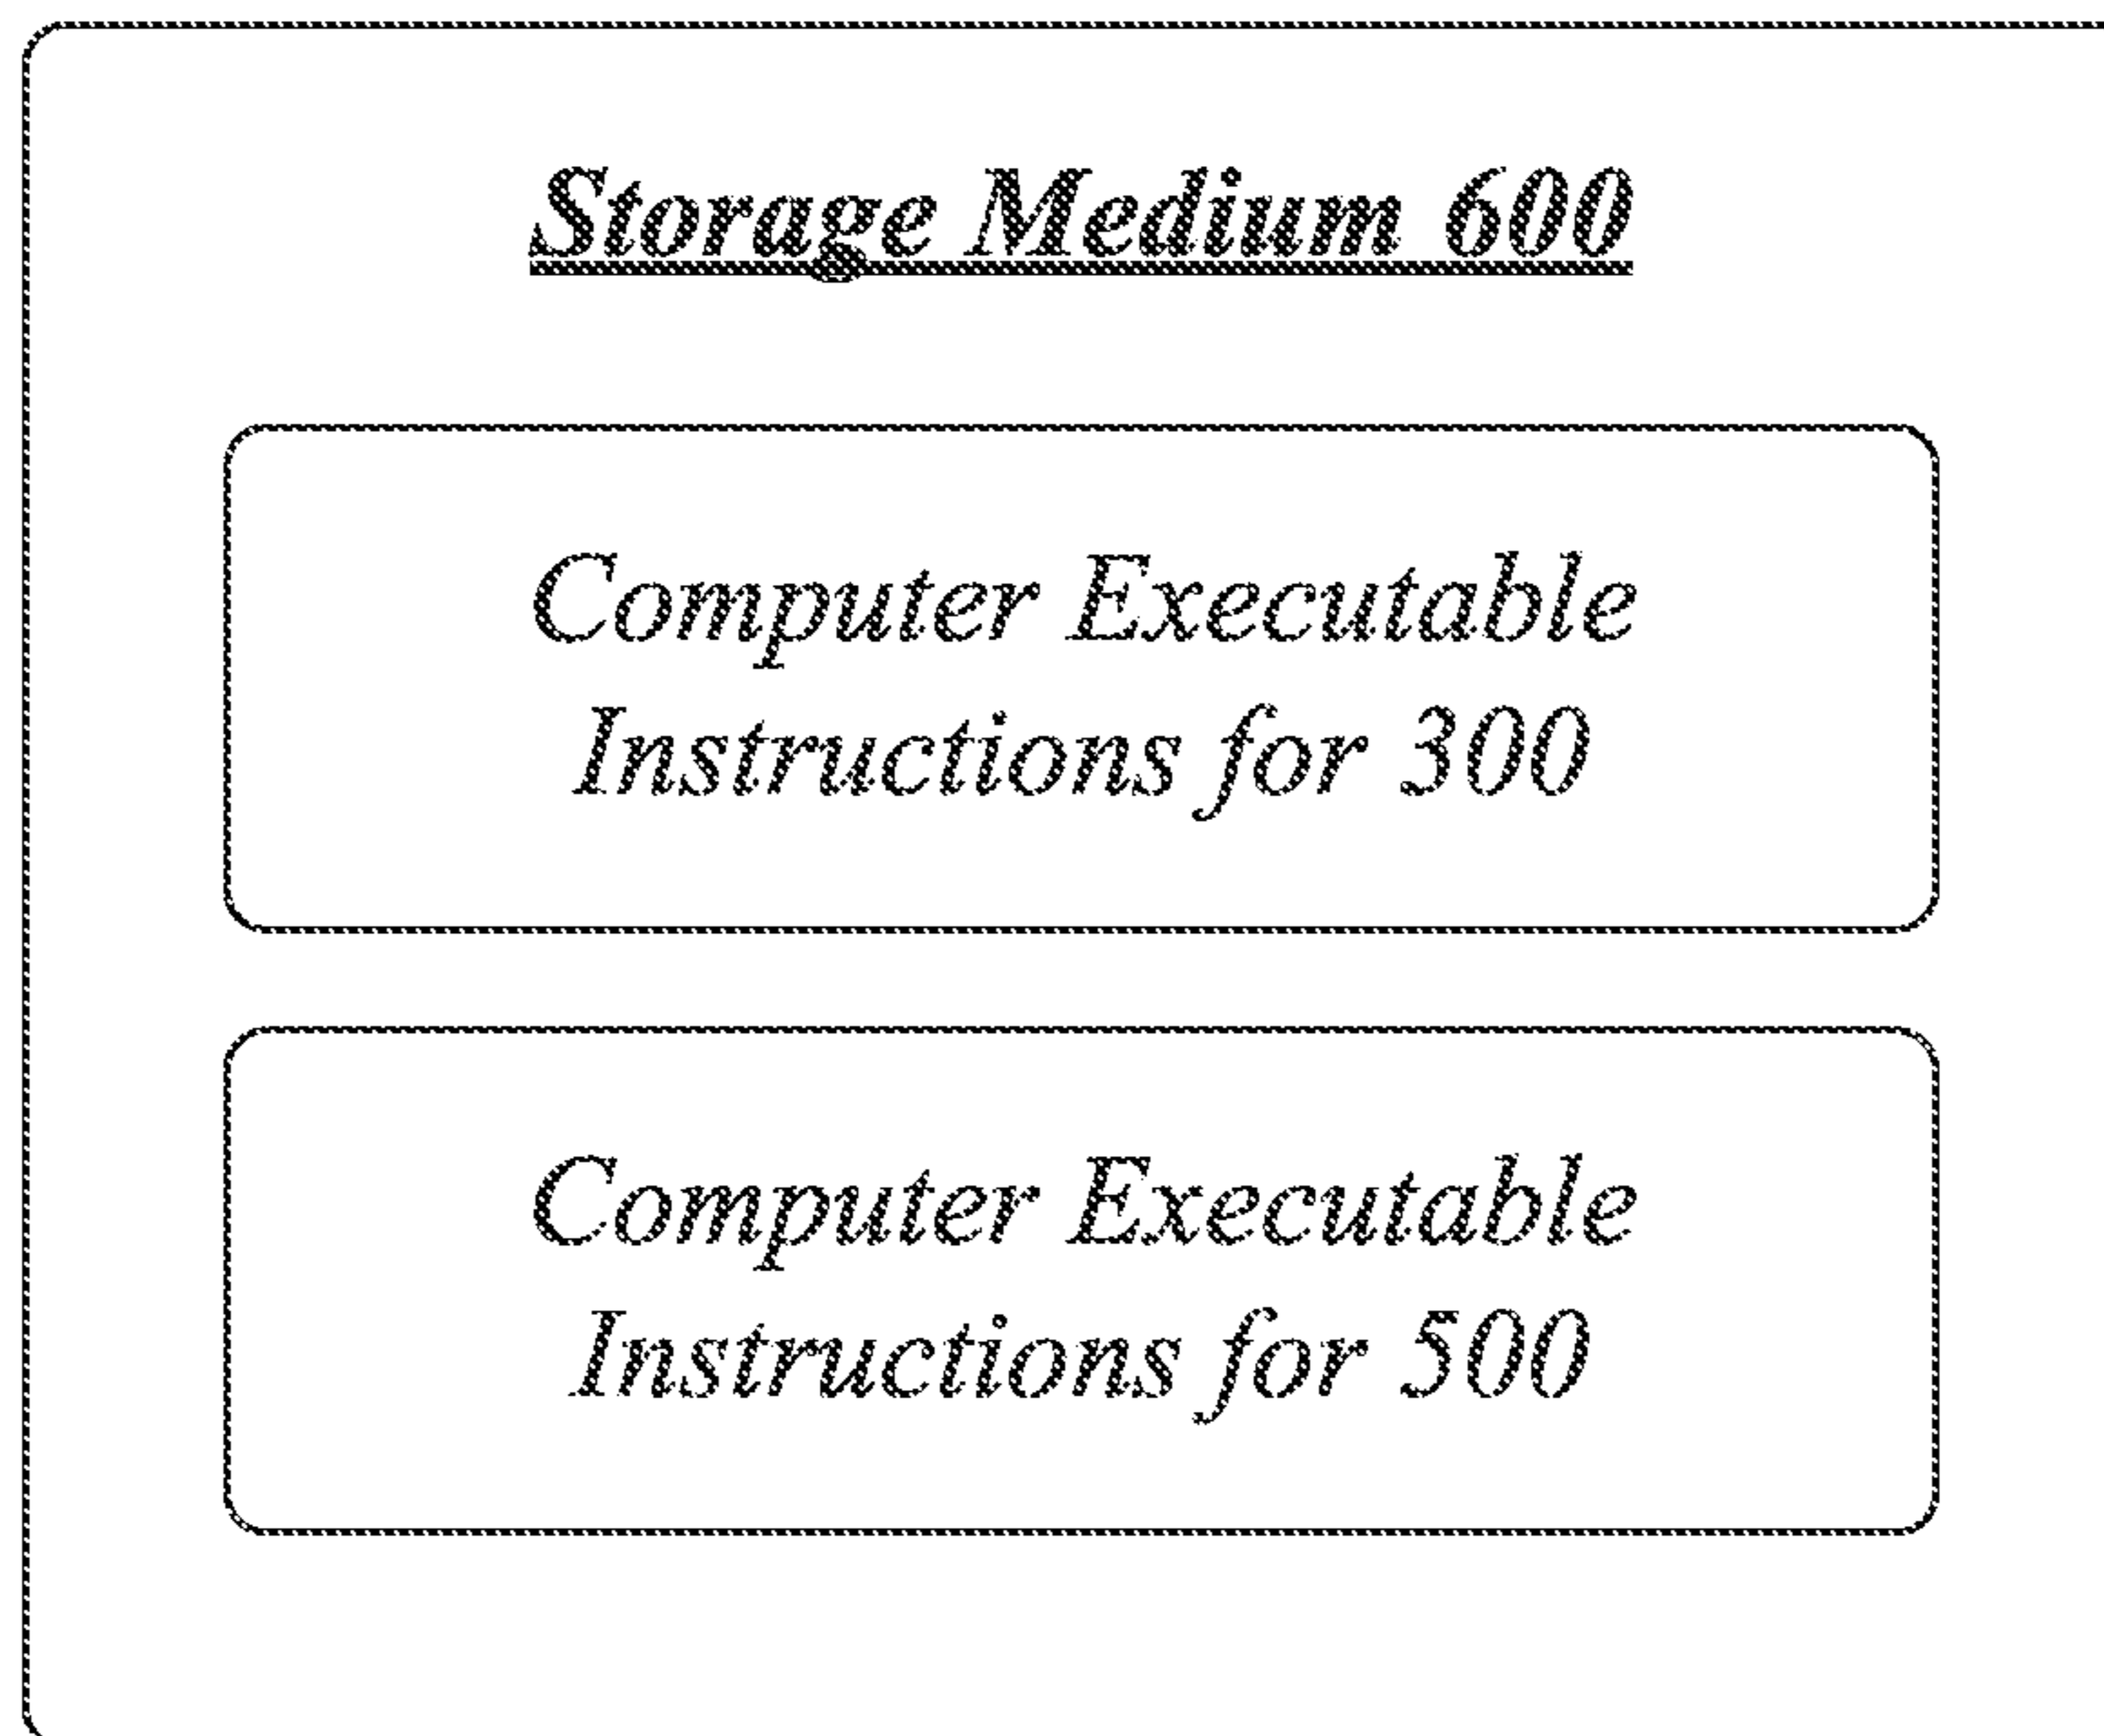 Storage Medium 600
Computer Executable
Instructions for 300
Computer Executable
Instructions for 500